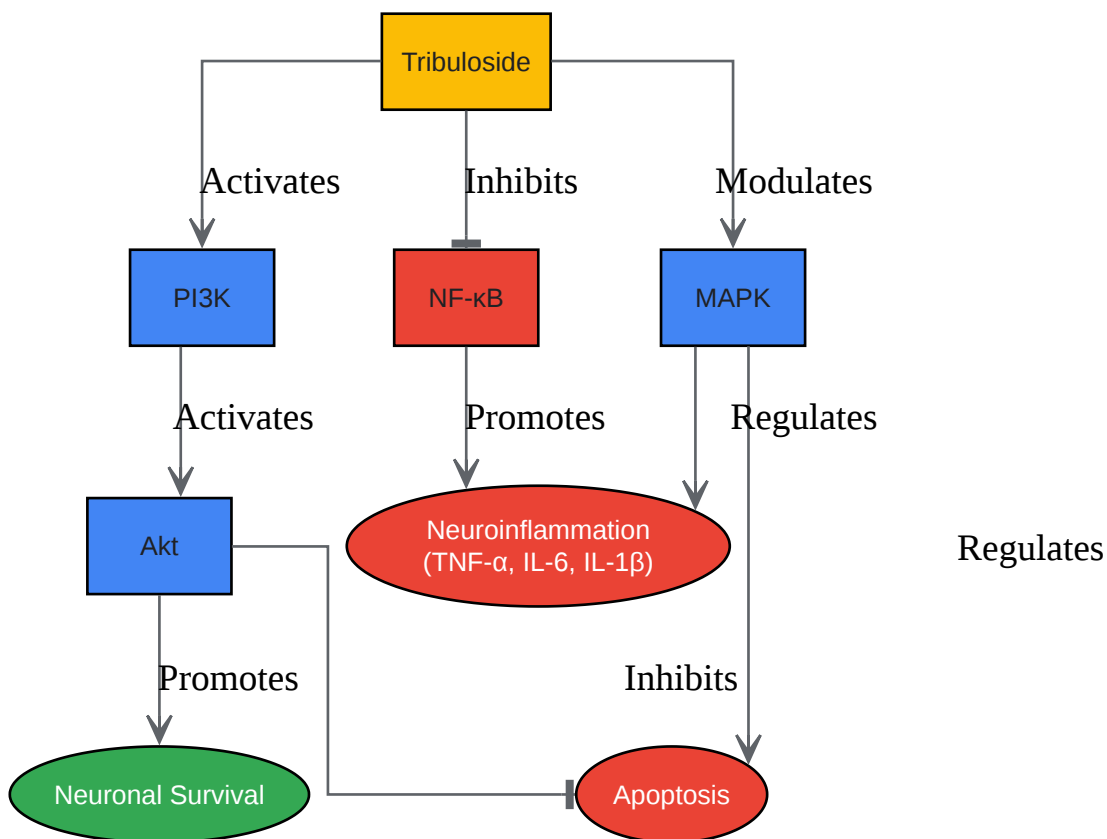 Tribuloside
Activates
Inhibits
Modulates
PI3K
NF-κB
MAPK
Activates
Promotes
Regulates
Neuroinflammation
(TNF-α, IL-6, IL-1β)
Akt
Regulates
Promotes
Inhibits
Neuronal Survival
Apoptosis